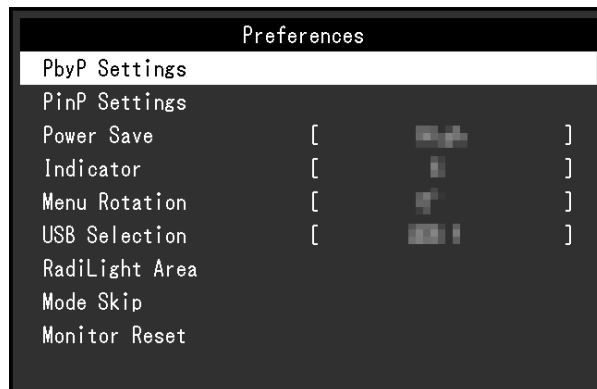 Preferences
PbyP Settings
PinP Settings
Power Save [ ]
Indicator [ ]
Menu Rotation [ ]
USB Selection [ ]
RadiLight Area
Mode Skip
Monitor Reset